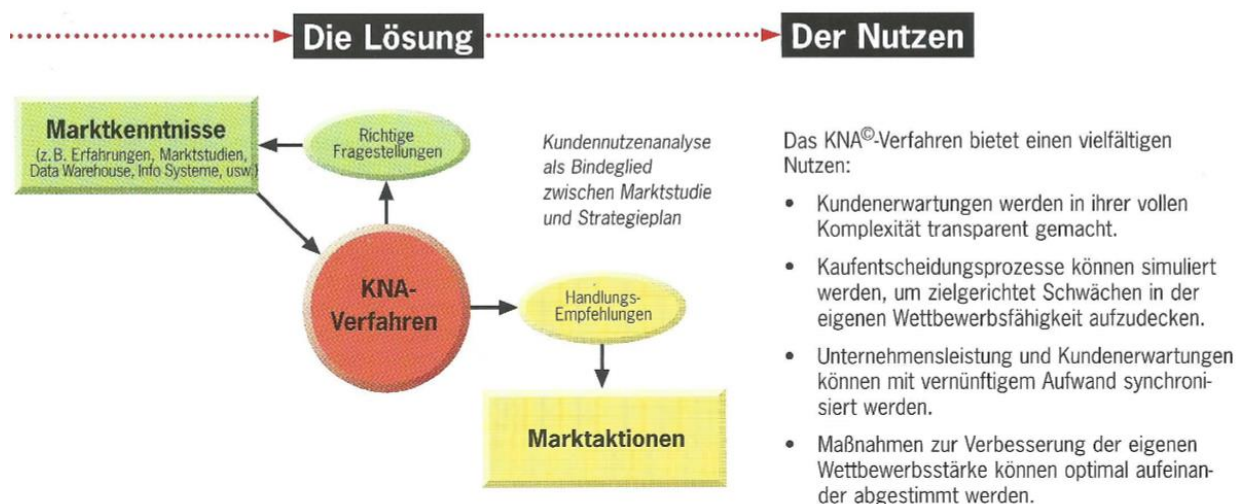 Die Lösung
Der Nutzen
Marktkenntnisse
(z.B. Erfahrungen, Marktstudien,
Data Warehouse, Info Systeme, usw.)
Richtige
Fragestellungen
KNA-
Verfahren
Handlungs-
Empfehlungen
Marktaktionen
Kundennutzenanalyse
als Bindeglied
zwischen Marktstudie
und Strategieplan
Das KNA©-Verfahren bietet einen vielfältigen
Nutzen:
• Kundenerwartungen werden in ihrer vollen
Komplexität transparent gemacht.
• Kaufentscheidungsprozesse können simuliert
werden, um zielgerichtet Schwächen in der
eigenen Wettbewerbsfähigkeit aufzudecken.
• Unternehmensleistung und Kundenerwartungen
können mit vernünftigem Aufwand synchroni-
siert werden.
• Maßnahmen zur Verbesserung der eigenen
Wettbewerbsstärke können optimal aufeinan-
der abgestimmt werden.